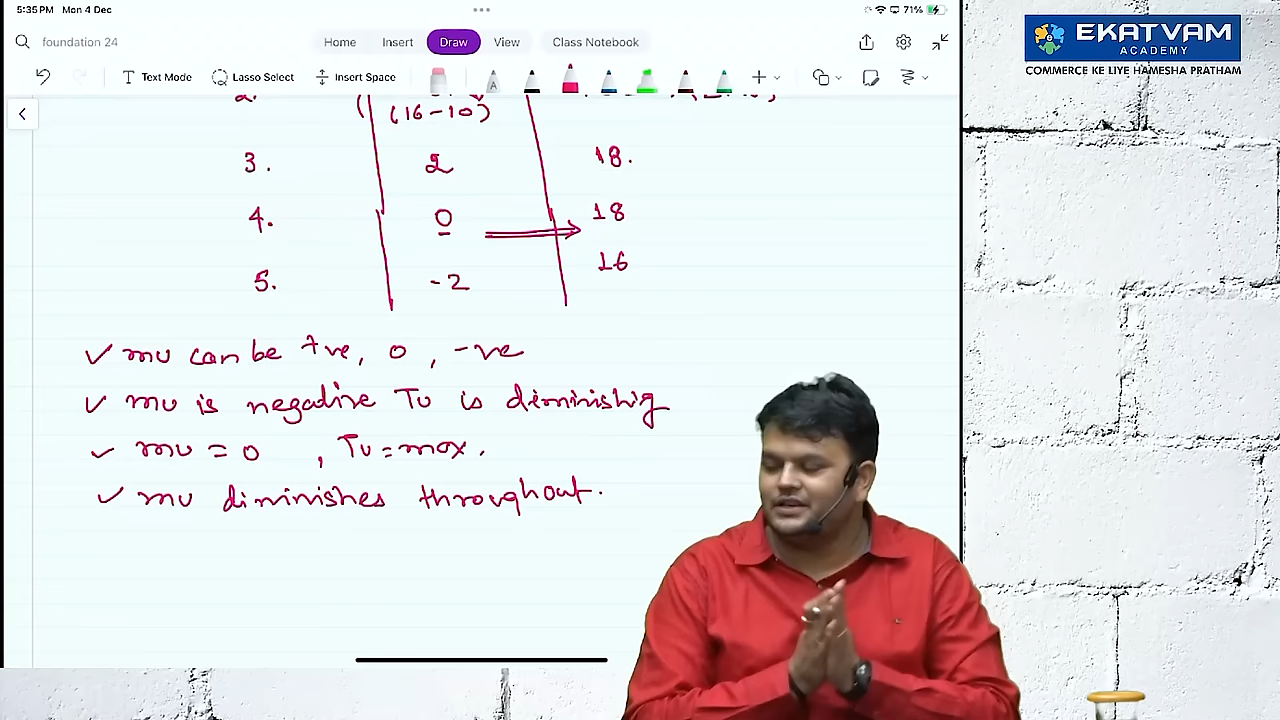 5:35 PM Mon 4 Dec
71%
foundation 24
Home Insert Draw View Class Notebook
Text Mode Lasso Select Insert Space
EKATVAM
ACADEMY
COMMERCE KE LIYE HAMESHA PRATHAM
2.
(16-10)
3. 2 18.
4. 0 18
5. -2 16
✓ mu can be +ve, 0, -ve
✓ mu is negative Tu is diminishig
✓ mu = 0, Tu = max.
✓ mu diminishes throughout.